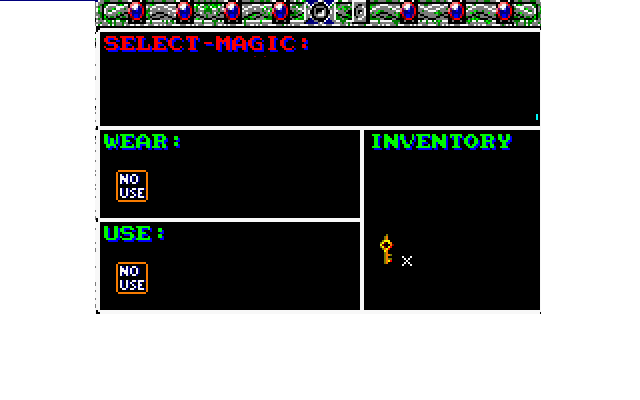 SELECT-MAGIC:
WEAR:
NO
USE
USE:
NO
USE
INVENTORY
x